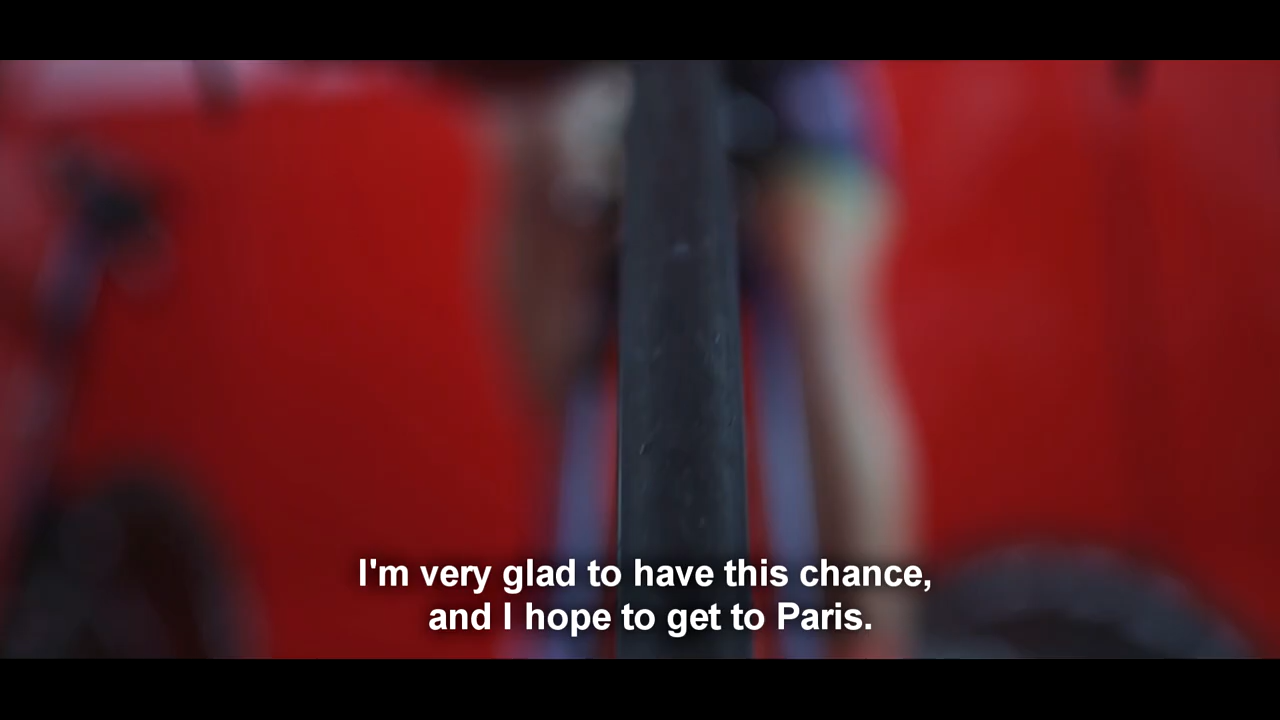 I'm very glad to have this chance,
and I hope to get to Paris.